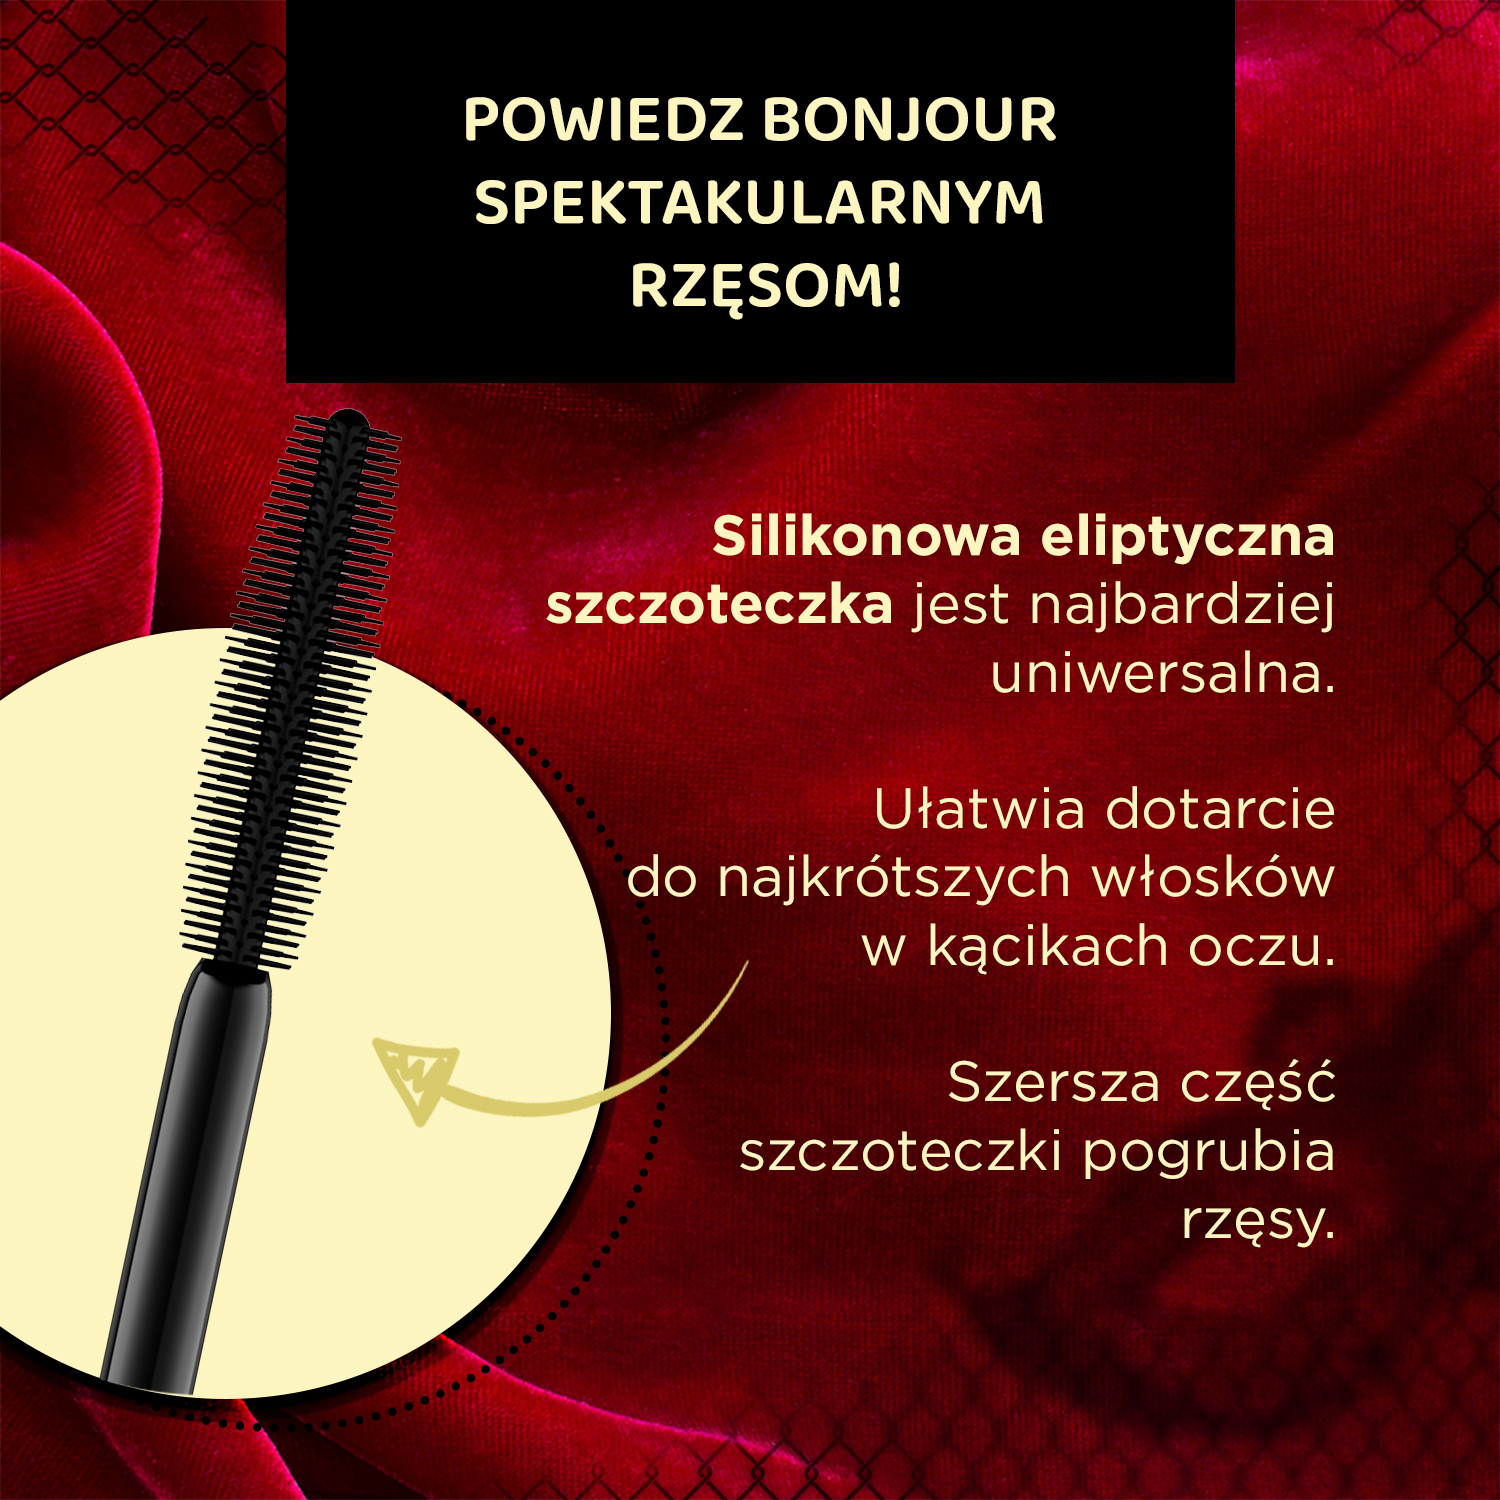 POWIEDZ BONJOUR
SPEKTAKULARNYM
RZĘSOM!
Silikonowa eliptyczna
szczoteczka jest najbardziej
uniwersalna.
Ułatwia dotarcie
do najkrótszych włosków
w kącikach oczu.
Szersza część
szczoteczki pogrubia
rzęsy.